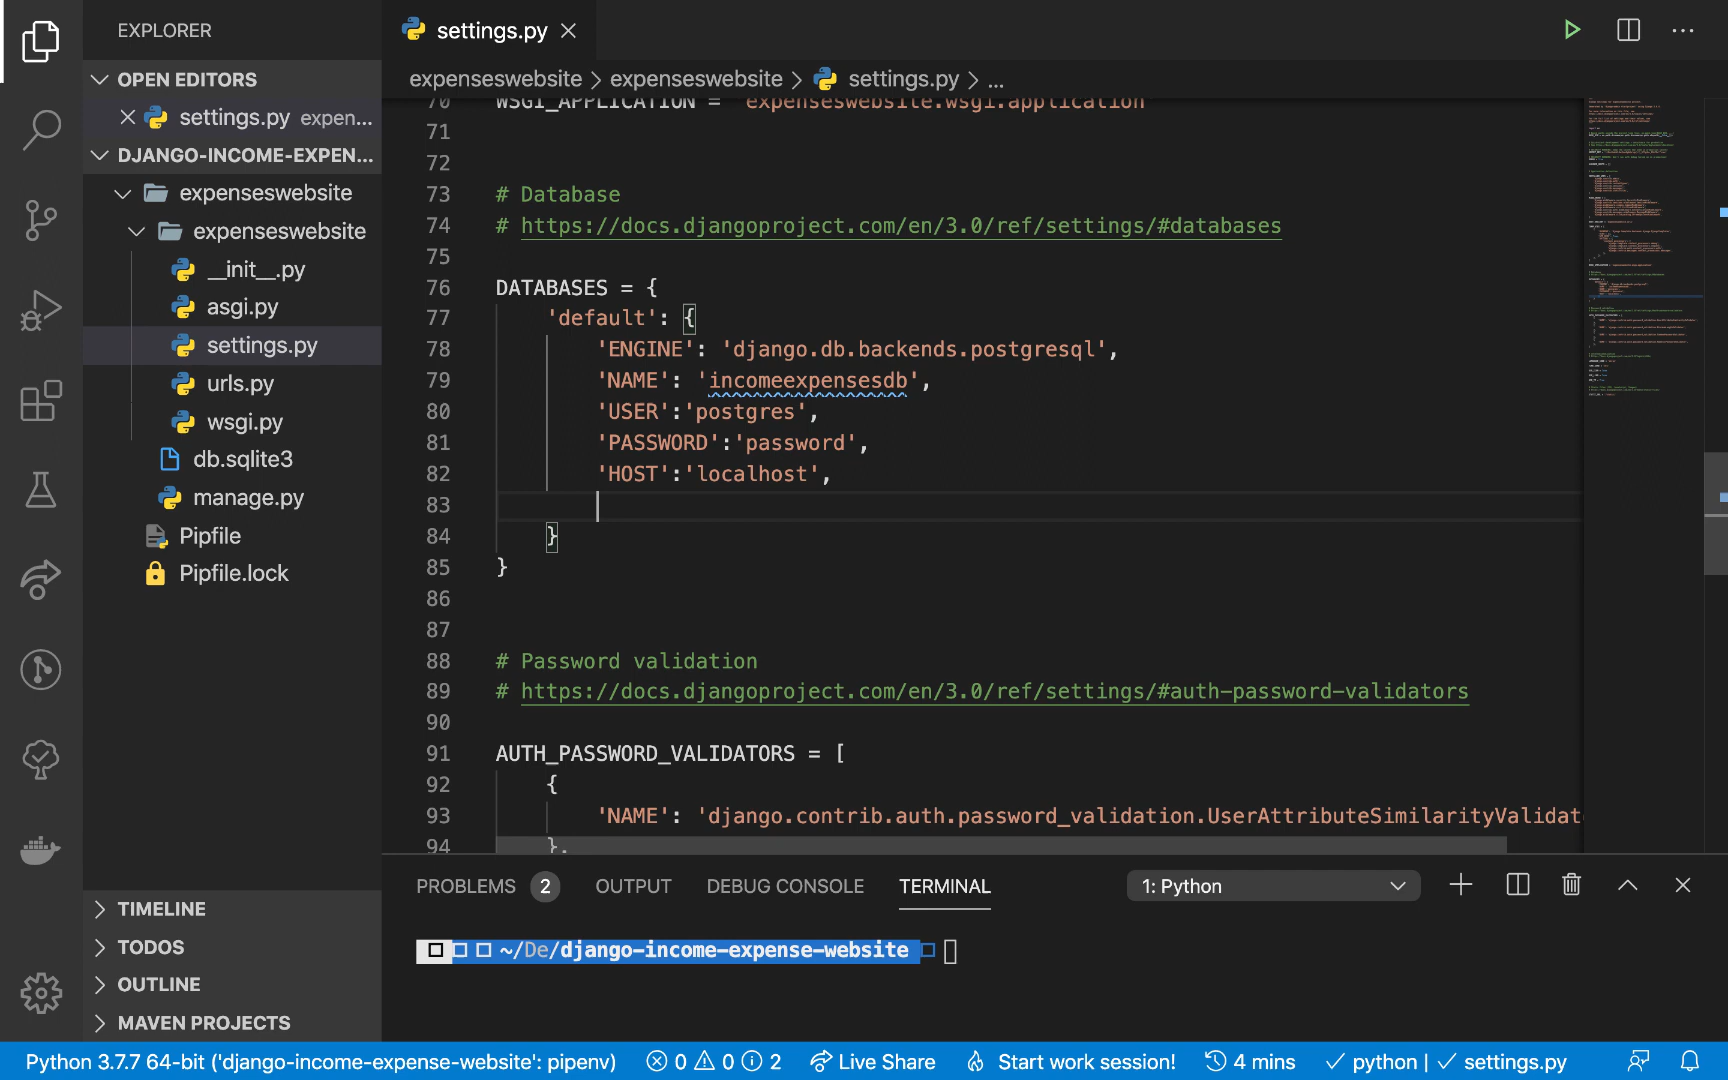 EXPLORER
OPEN EDITORS
settings.py expen...
DJANGO-INCOME-EXPEN...
expenseswebsite
expenseswebsite
__init__.py
asgi.py
settings.py
urls.py
wsgi.py
db.sqlite3
manage.py
Pipfile
Pipfile.lock
TIMELINE
TODOS
OUTLINE
MAVEN PROJECTS
settings.py
expenseswebsite > expenseswebsite > settings.py > ...
70 WSGI_APPLICATION = 'expenseswebsite.wsgi.application'
71
72
73 # Database
74 # https://docs.djangoproject.com/en/3.0/ref/settings/#databases
75
76 DATABASES = {
77 'default': {
78 'ENGINE': 'django.db.backends.postgresql',
79 'NAME': 'incomeexpensesdb',
80 'USER':'postgres',
81 'PASSWORD':'password',
82 'HOST':'localhost',
83
84 }
85 }
86
87
88 # Password validation
89 # https://docs.djangoproject.com/en/3.0/ref/settings/#auth-password-validators
90
91 AUTH_PASSWORD_VALIDATORS = [
92 {
93 'NAME': 'django.contrib.auth.password_validation.UserAttributeSimilarityValidat
94 },
PROBLEMS 2 OUTPUT DEBUG CONSOLE TERMINAL 1: Python
~/De/django-income-expense-website
Python 3.7.7 64-bit ('django-income-expense-website': pipenv) 0 0 2 Live Share Start work session! 4 mins ✓ python | ✓ settings.py